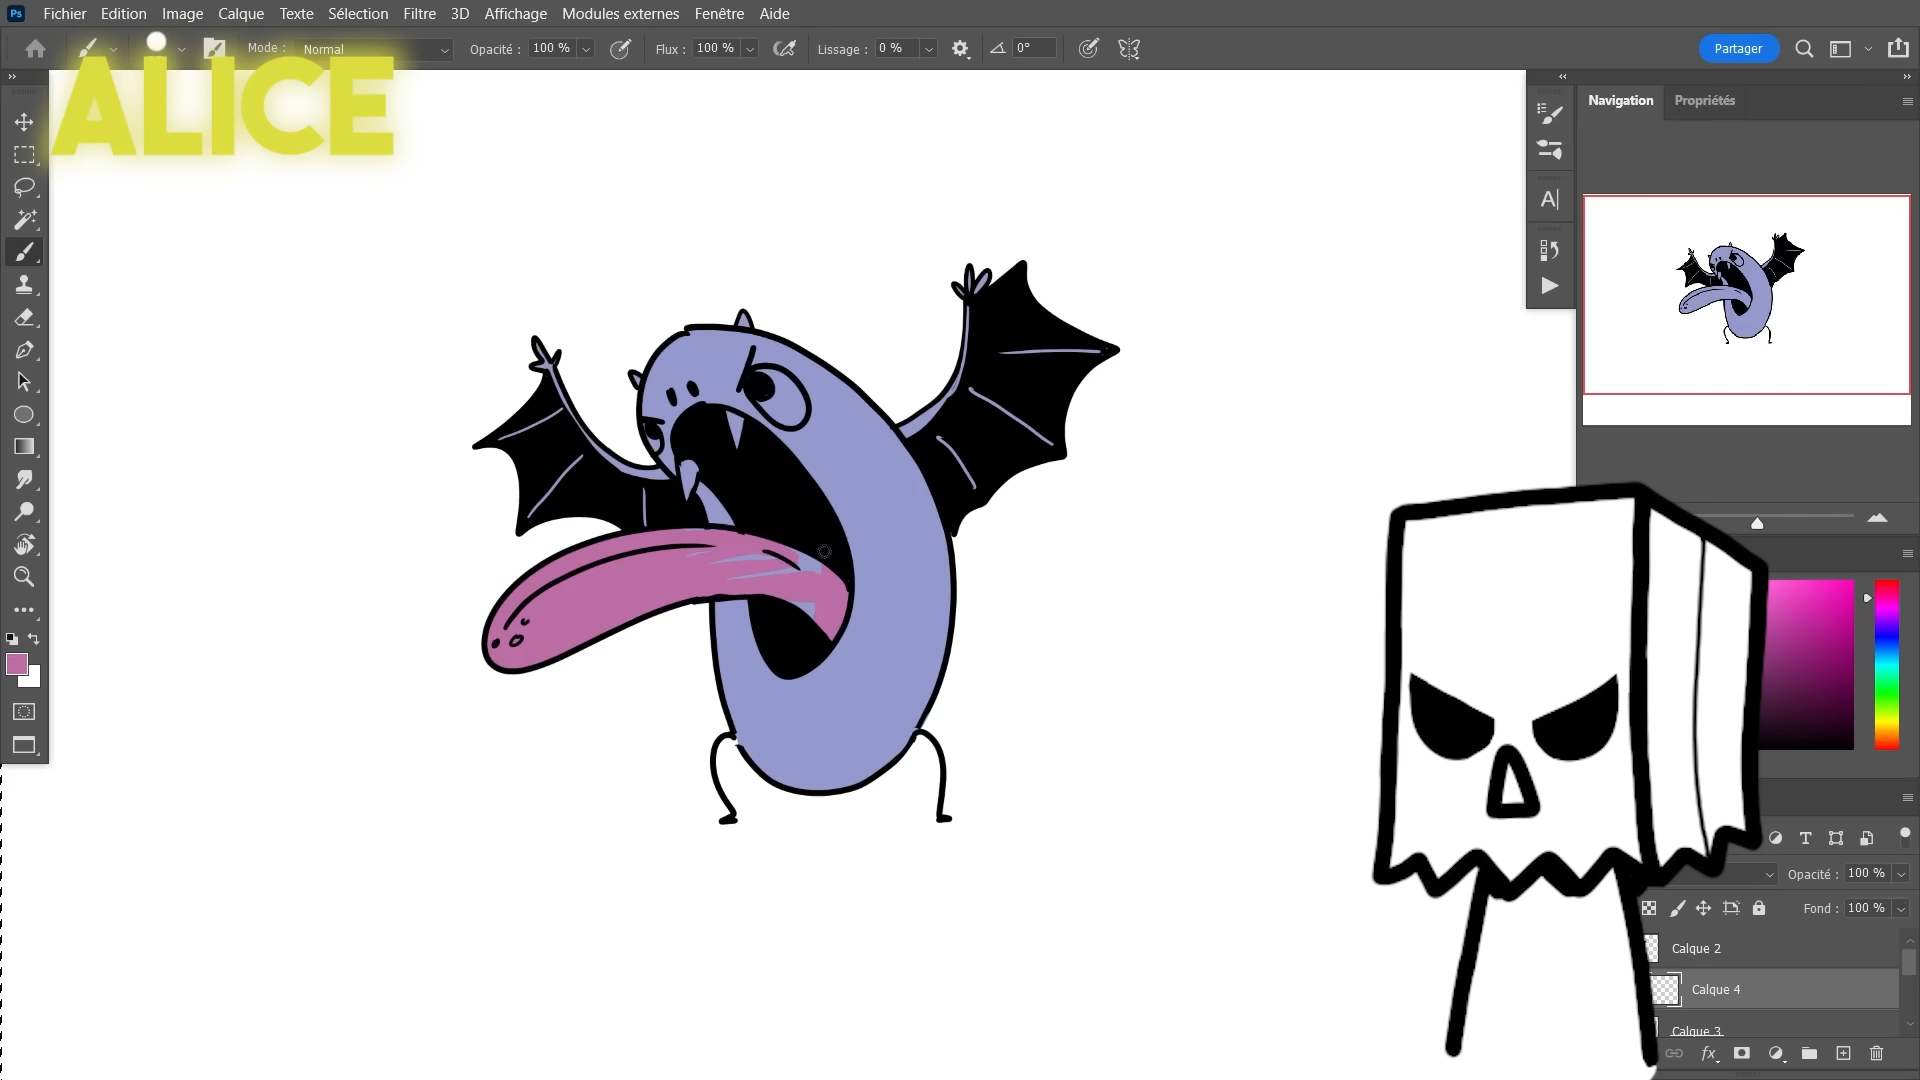 Ps Fichier Edition Image Calque Texte Sélection Filtre 3D Affichage Modules externes Fenêtre Aide
Mode : Normal Opacité : 100 % Flux : 100 % Lissage : 0 % 0° Partager
ALICE
Navigation Propriétés
Opacité : 100 %
Fond : 100 %
Calque 2
Calque 4
Calque 3